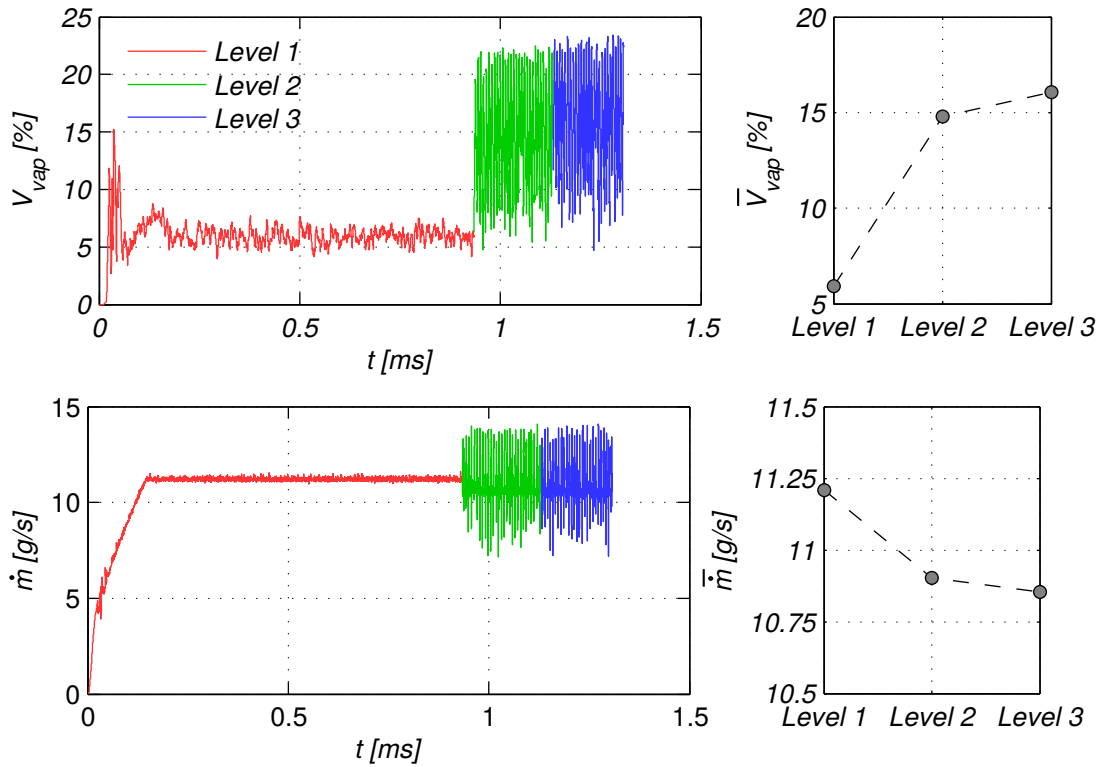 25
20
15
10
5
0
V_vap [%]
Level 1
Level 2
Level 3
0
0.5
1
1.5
t [ms]
20
15
10
5
V̅_vap [%]
Level 1
Level 2
Level 3
15
10
5
0
ṁ [g/s]
0
0.5
1
1.5
t [ms]
11.5
11.25
11
10.75
10.5
ṁ̅ [g/s]
Level 1
Level 2
Level 3